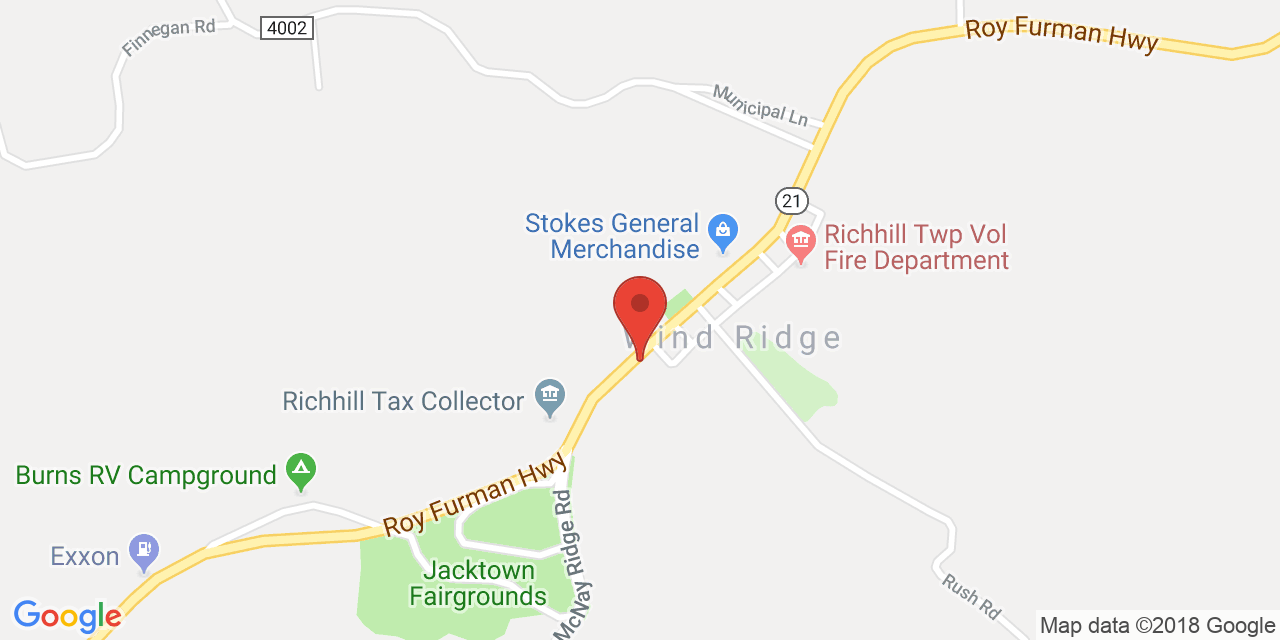 Roy Furman Hwy
Finnegan Rd
4002
Municipal Ln
21
Stokes General
Merchandise
Richhill Twp Vol
Fire Department
Wind Ridge
Richhill Tax Collector
Burns RV Campground
Roy Furman Hwy
McNay Ridge Rd
Exxon
Jacktown
Fairgrounds
Rush Rd
Google
Map data ©2018 Google